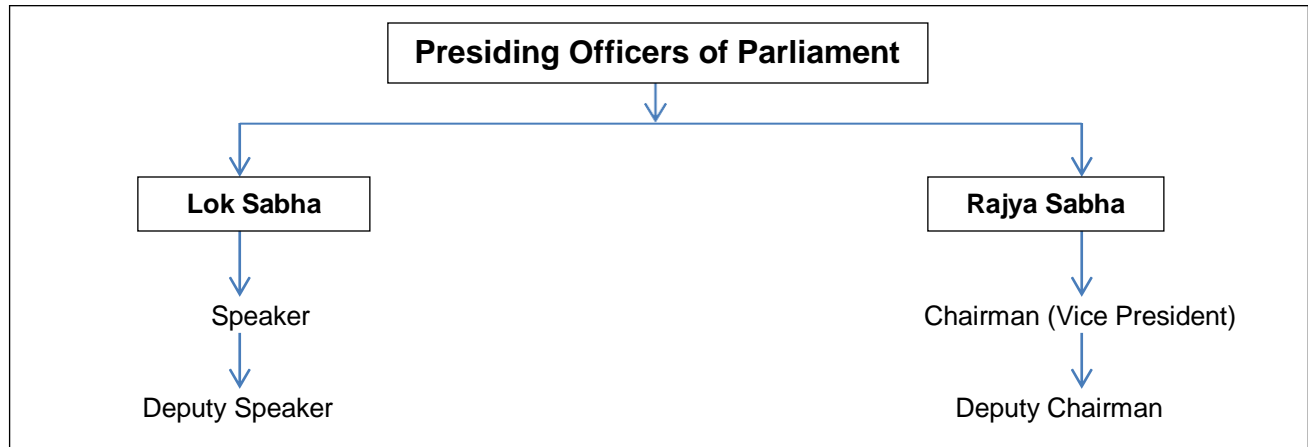 Presiding Officers of Parliament
Lok Sabha
Rajya Sabha
Speaker
Chairman (Vice President)
Deputy Speaker
Deputy Chairman